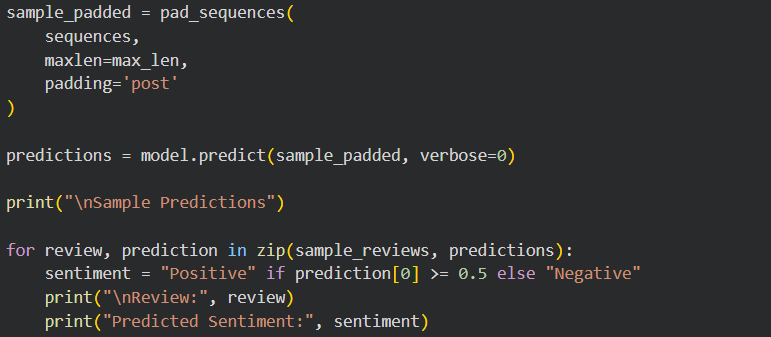 sample_padded = pad_sequences(
    sequences,
    maxlen=max_len,
    padding='post'
)

predictions = model.predict(sample_padded, verbose=0)

print("\nSample Predictions")

for review, prediction in zip(sample_reviews, predictions):
    sentiment = "Positive" if prediction[0] >= 0.5 else "Negative"
    print("\nReview:", review)
    print("Predicted Sentiment:", sentiment)